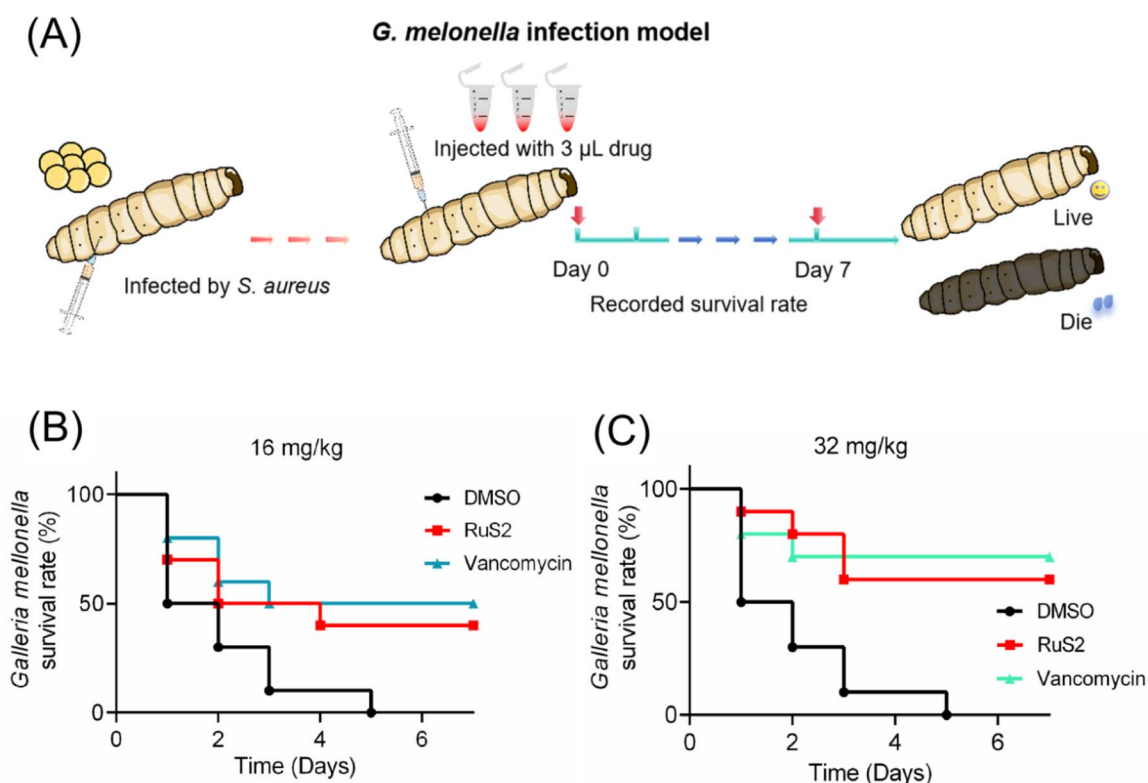 (A)
G. melonella infection model
Injected with 3 µL drug
Infected by S. aureus
Day 0
Day 7
Recorded survival rate
Live
Die
(B)
16 mg/kg
Galleria mellonella
survival rate (%)
100
50
0
DMSO
RuS2
Vancomycin
0
2
4
6
Time (Days)
(C)
32 mg/kg
Galleria mellonella
survival rate (%)
100
50
0
DMSO
RuS2
Vancomycin
0
2
4
6
Time (Days)